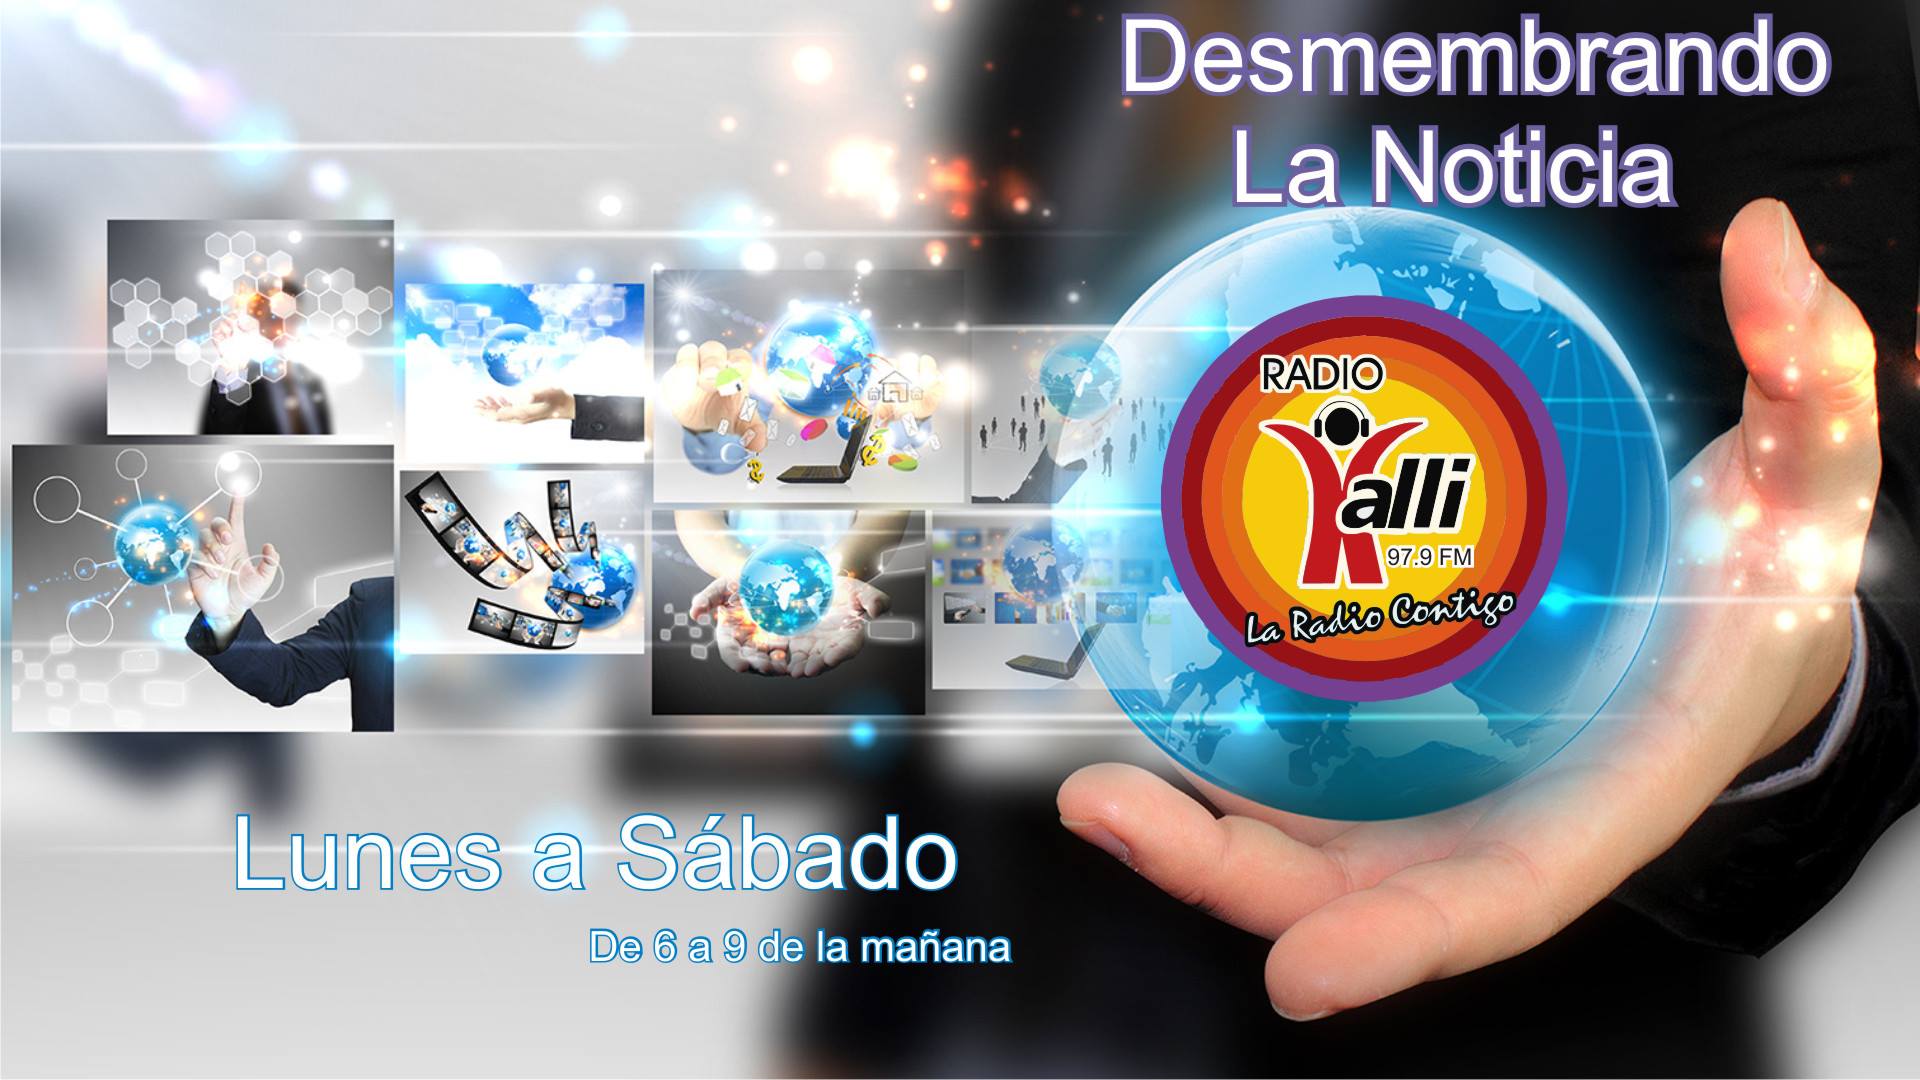 Desmembrando
La Noticia
RADIO
Yalli
97.9 FM
La Radio Contigo
Lunes a Sábado
De 6 a 9 de la mañana